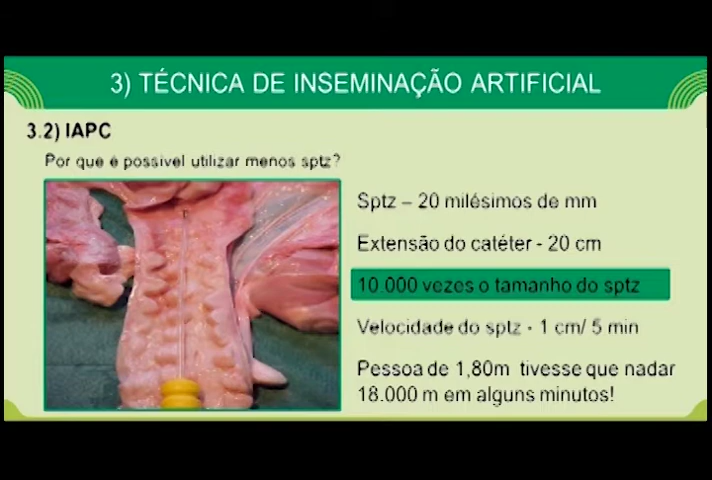 3) TÉCNICA DE INSEMINAÇÃO ARTIFICIAL
3.2) IAPC
Por que é possivel utilizar menos sptz?
Sptz – 20 milésimos de mm
Extensão do catéter - 20 cm
10.000 vezes o tamanho do sptz
Velocidade do sptz - 1 cm/ 5 min
Pessoa de 1,80m tivesse que nadar
18.000 m em alguns minutos!